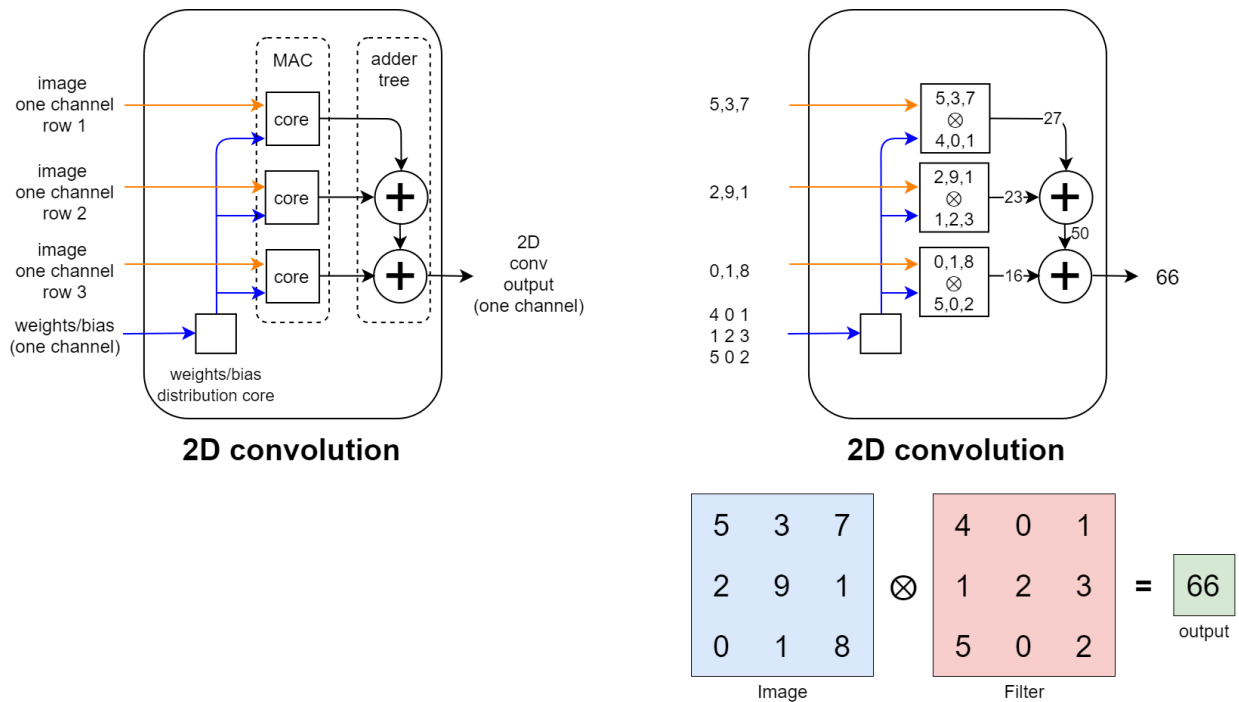 MAC
adder
tree
image
one channel
row 1
core
image
one channel
row 2
core
image
one channel
row 3
core
2D
conv
output
(one channel)
weights/bias
(one channel)
weights/bias
distribution core
2D convolution
5,3,7
5,3,7
⊗
4,0,1
27
2,9,1
2,9,1
⊗
1,2,3
23
50
0,1,8
0,1,8
⊗
5,0,2
16
66
4 0 1
1 2 3
5 0 2
2D convolution
5 3 7
2 9 1
0 1 8
Image
⊗
4 0 1
1 2 3
5 0 2
Filter
=
66
output